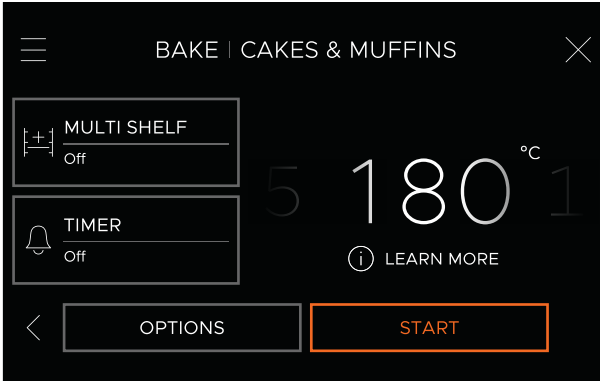 BAKE | CAKES & MUFFINS
MULTI SHELF
Off
5 180 °C 1
TIMER
Off
LEARN MORE
OPTIONS
START